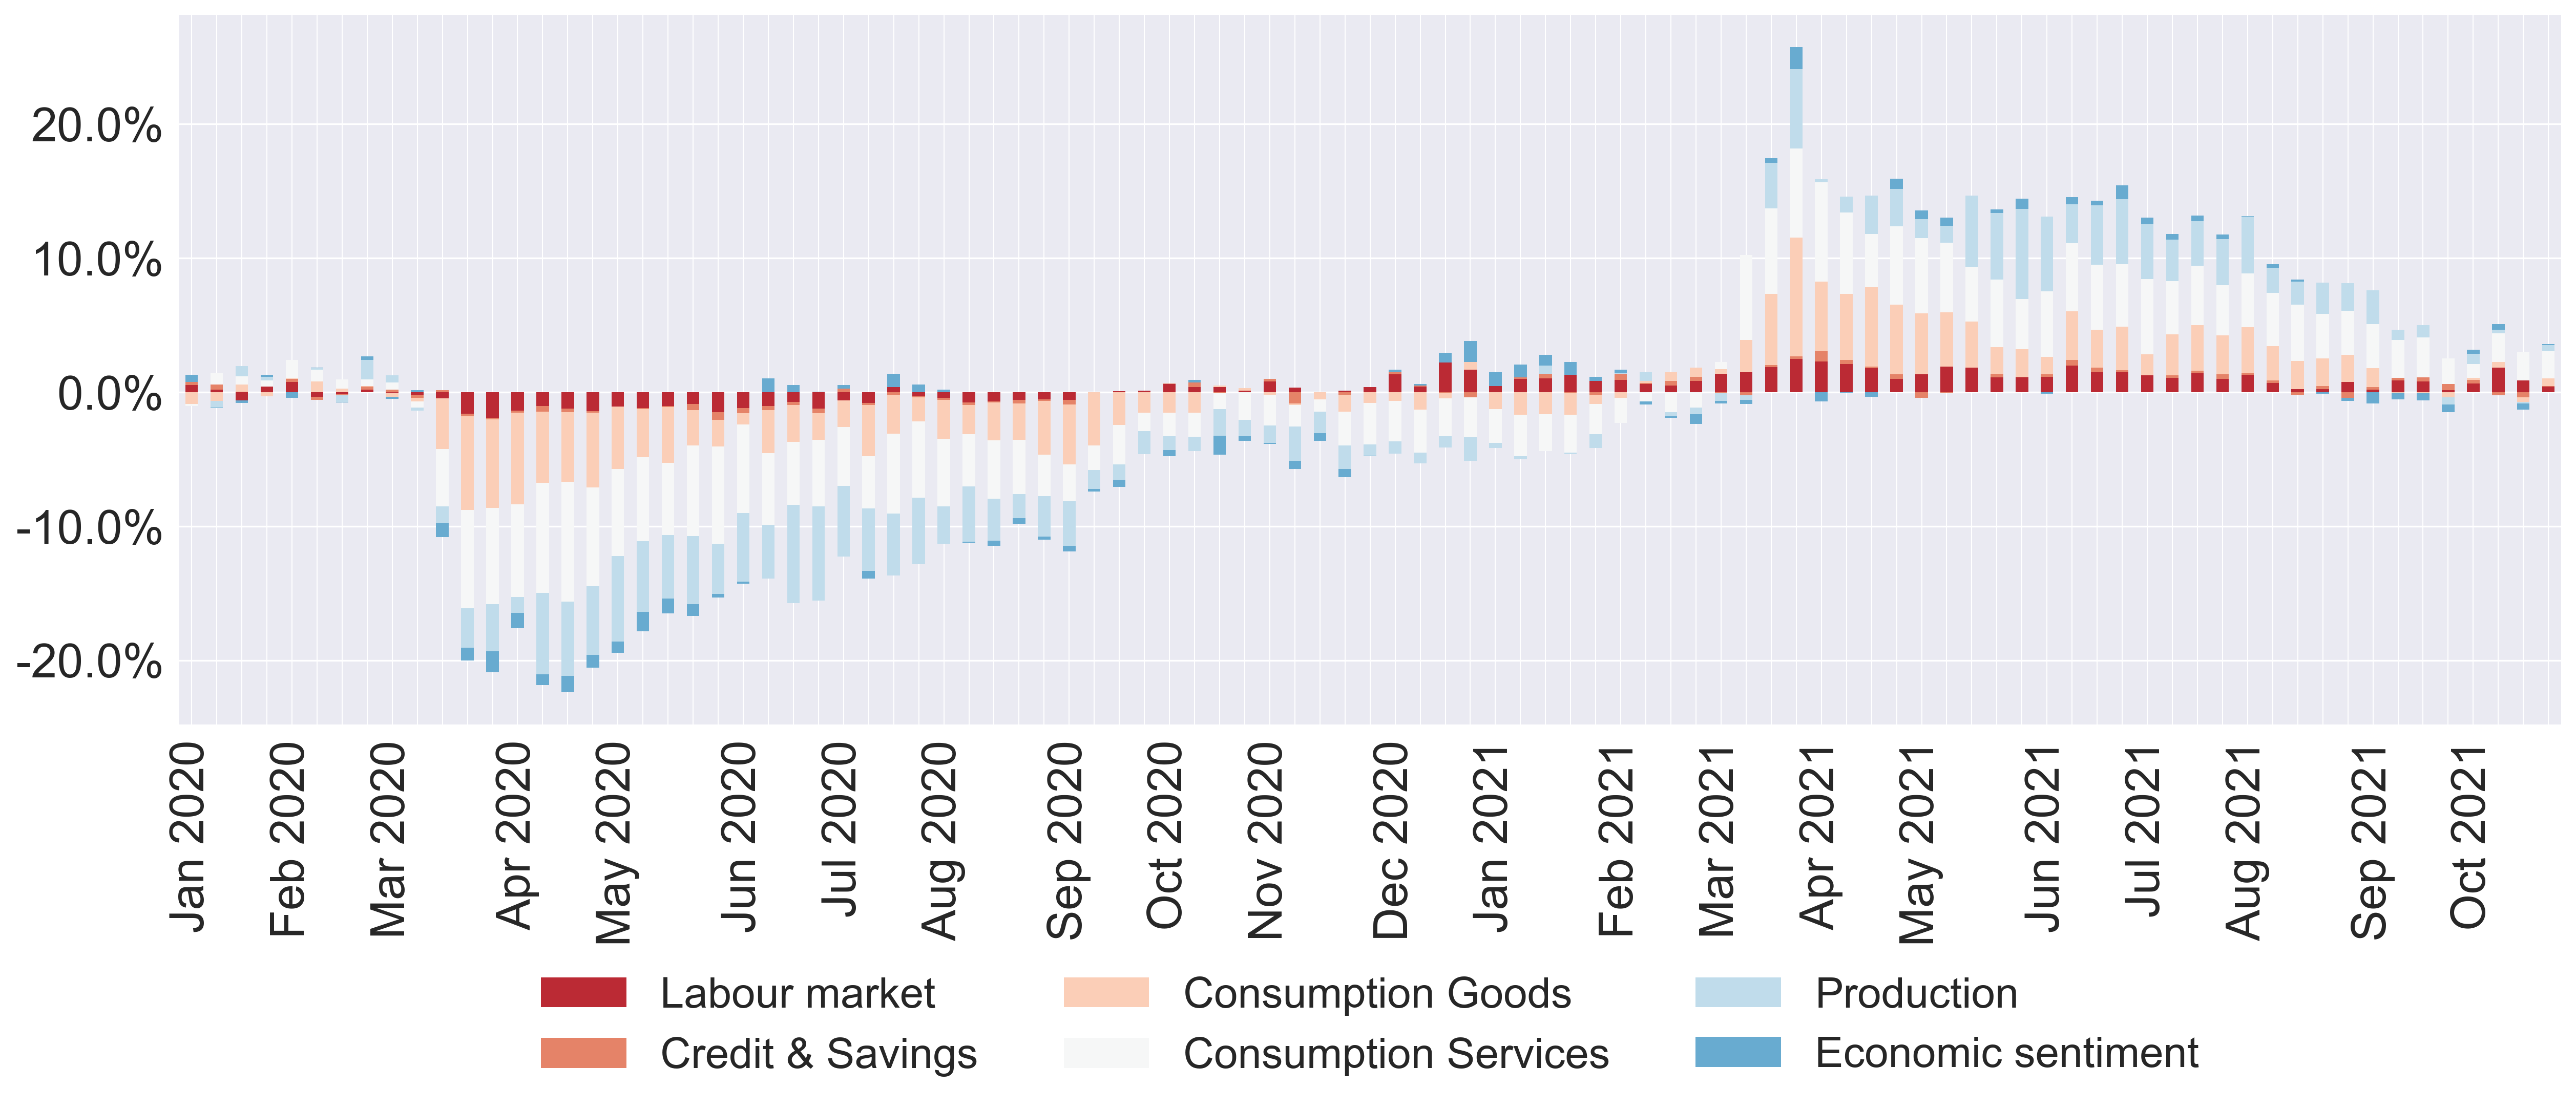 20.0%
10.0%
0.0%
-10.0%
-20.0%
Jan 2020
Feb 2020
Mar 2020
Apr 2020
May 2020
Jun 2020
Jul 2020
Aug 2020
Sep 2020
Oct 2020
Nov 2020
Dec 2020
Jan 2021
Feb 2021
Mar 2021
Apr 2021
May 2021
Jun 2021
Jul 2021
Aug 2021
Sep 2021
Oct 2021
Labour market
Consumption Goods
Production
Credit & Savings
Consumption Services
Economic sentiment